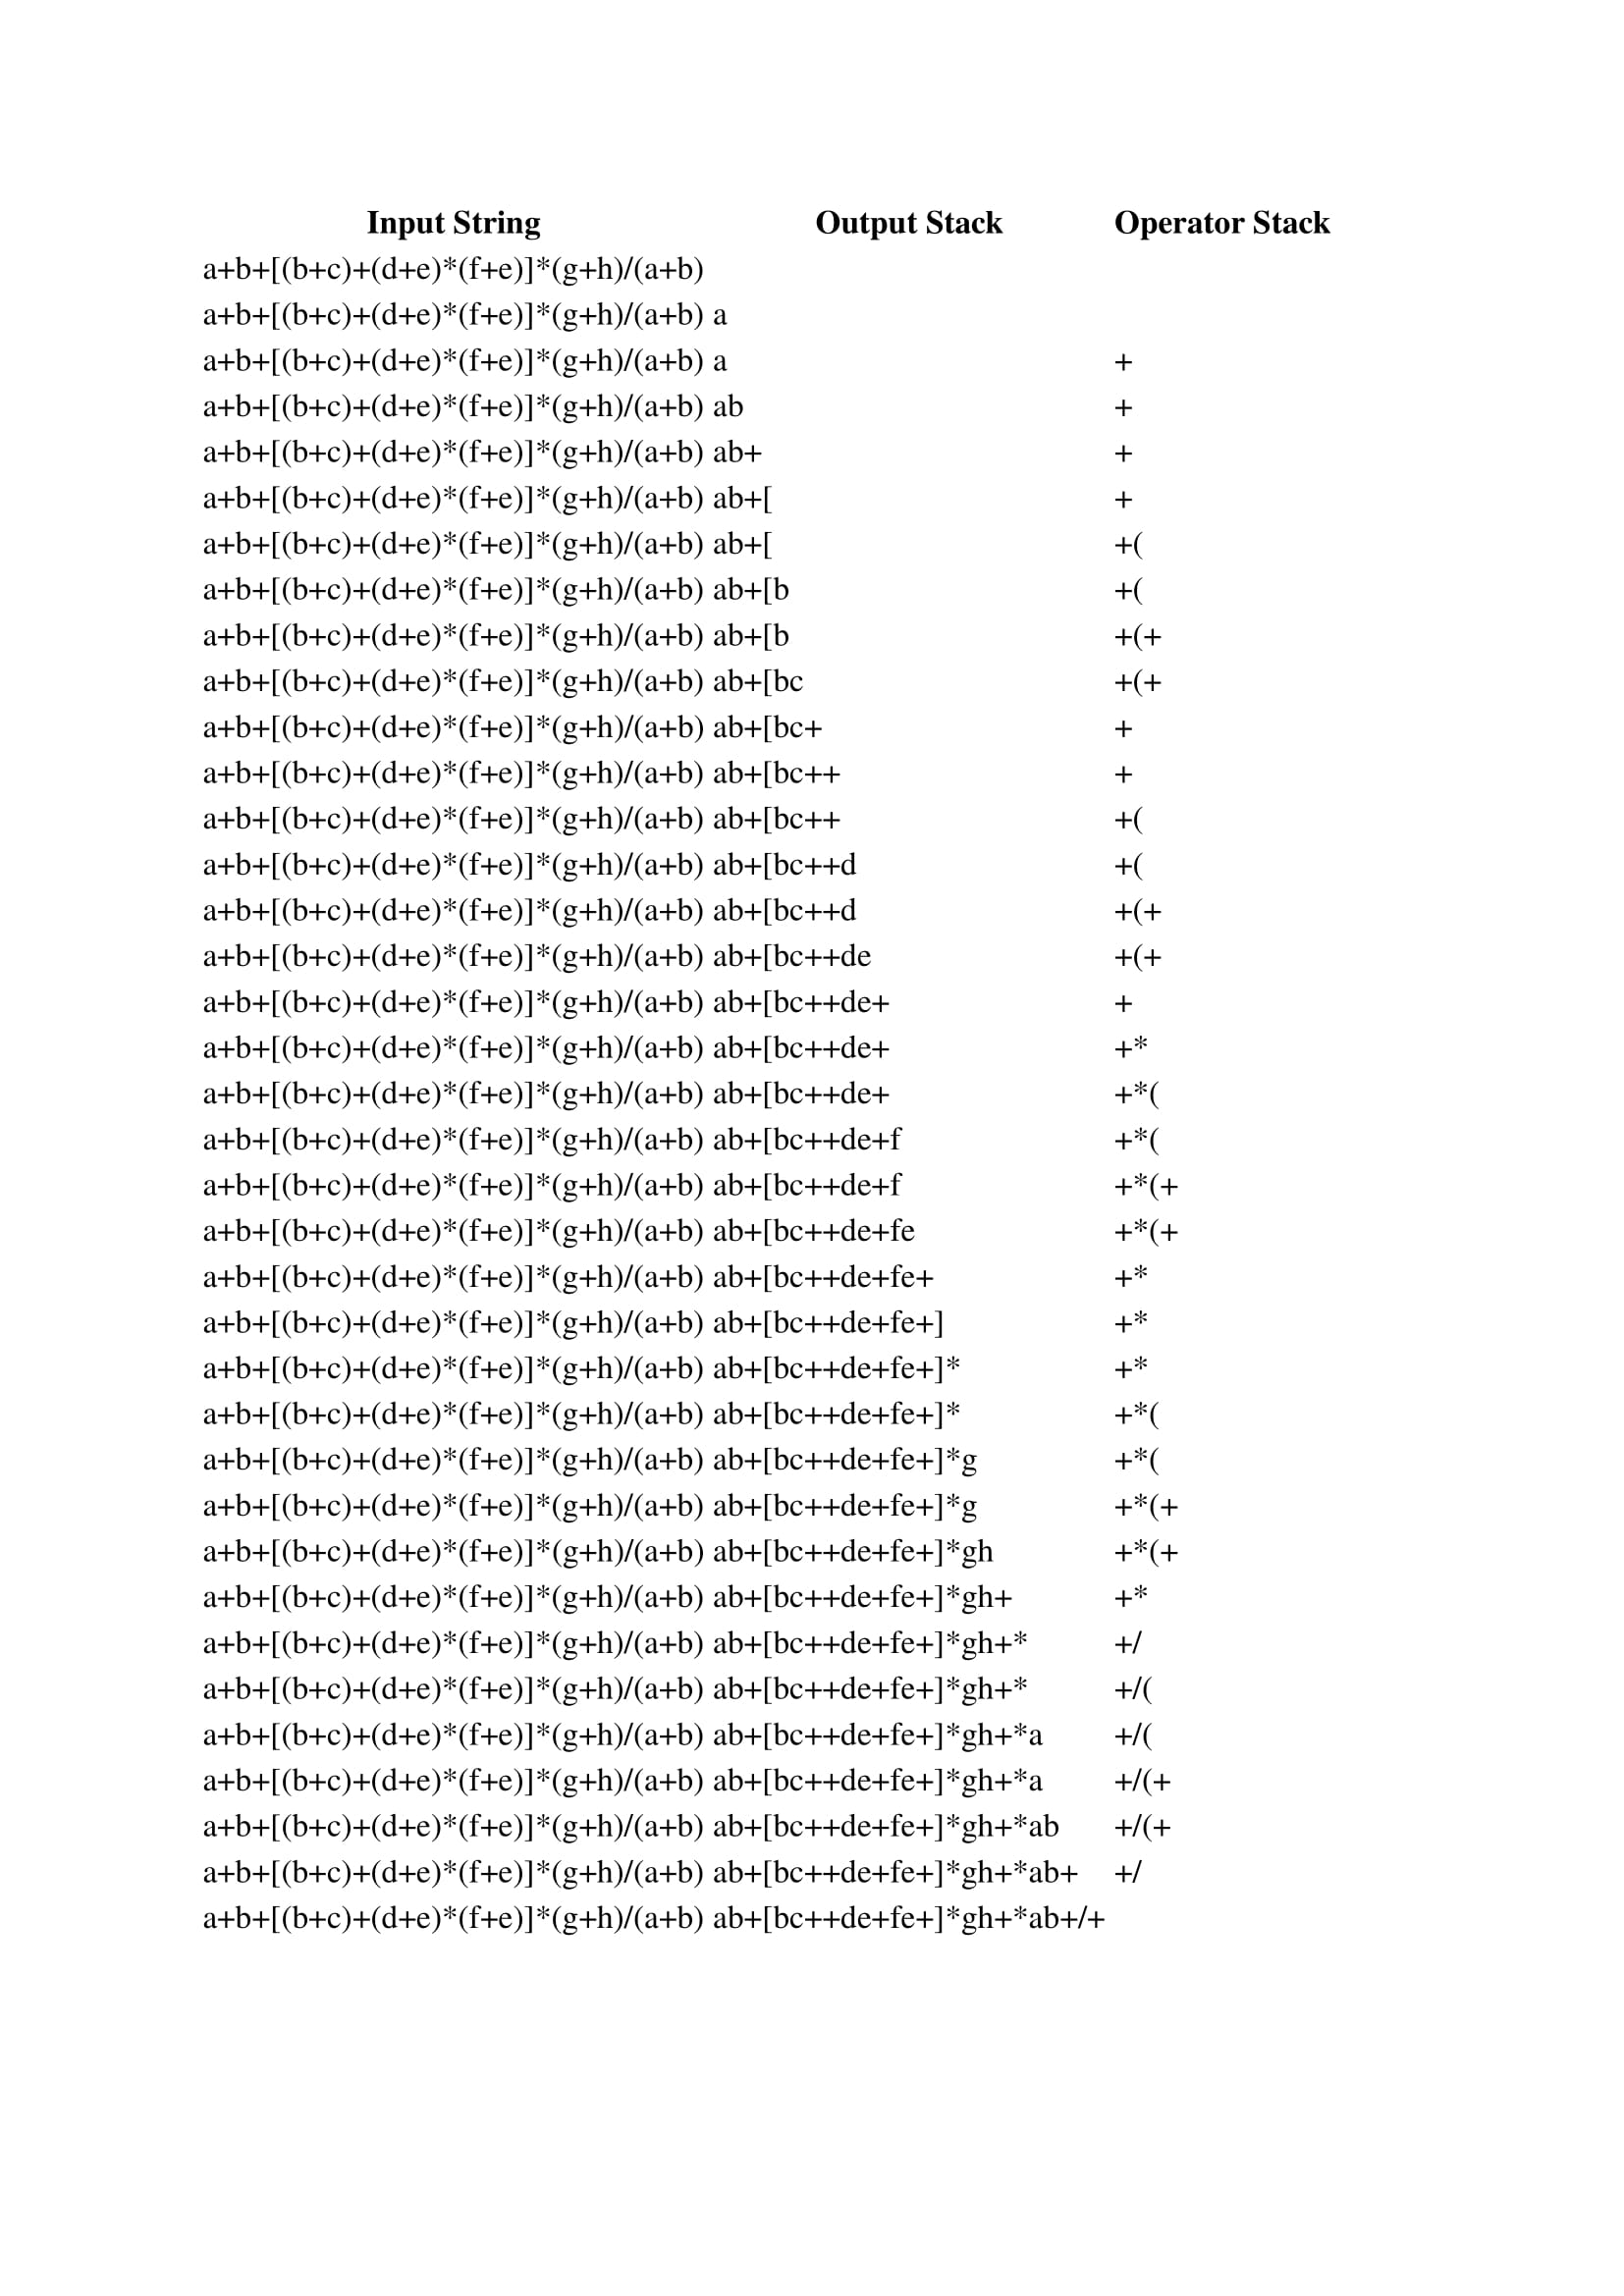 Input String Output Stack Operator Stack
a+b+[(b+c)+(d+e)*(f+e)]*(g+h)/(a+b)
a+b+[(b+c)+(d+e)*(f+e)]*(g+h)/(a+b) a
a+b+[(b+c)+(d+e)*(f+e)]*(g+h)/(a+b) a +
a+b+[(b+c)+(d+e)*(f+e)]*(g+h)/(a+b) ab +
a+b+[(b+c)+(d+e)*(f+e)]*(g+h)/(a+b) ab+ +
a+b+[(b+c)+(d+e)*(f+e)]*(g+h)/(a+b) ab+[ +
a+b+[(b+c)+(d+e)*(f+e)]*(g+h)/(a+b) ab+[ +(
a+b+[(b+c)+(d+e)*(f+e)]*(g+h)/(a+b) ab+[b +(
a+b+[(b+c)+(d+e)*(f+e)]*(g+h)/(a+b) ab+[b +(+
a+b+[(b+c)+(d+e)*(f+e)]*(g+h)/(a+b) ab+[bc +(+
a+b+[(b+c)+(d+e)*(f+e)]*(g+h)/(a+b) ab+[bc+ +
a+b+[(b+c)+(d+e)*(f+e)]*(g+h)/(a+b) ab+[bc++ +
a+b+[(b+c)+(d+e)*(f+e)]*(g+h)/(a+b) ab+[bc++ +(
a+b+[(b+c)+(d+e)*(f+e)]*(g+h)/(a+b) ab+[bc++d +(
a+b+[(b+c)+(d+e)*(f+e)]*(g+h)/(a+b) ab+[bc++d +(+
a+b+[(b+c)+(d+e)*(f+e)]*(g+h)/(a+b) ab+[bc++de +(+
a+b+[(b+c)+(d+e)*(f+e)]*(g+h)/(a+b) ab+[bc++de+ +
a+b+[(b+c)+(d+e)*(f+e)]*(g+h)/(a+b) ab+[bc++de+ +*
a+b+[(b+c)+(d+e)*(f+e)]*(g+h)/(a+b) ab+[bc++de+ +*(
a+b+[(b+c)+(d+e)*(f+e)]*(g+h)/(a+b) ab+[bc++de+f +*(
a+b+[(b+c)+(d+e)*(f+e)]*(g+h)/(a+b) ab+[bc++de+f +*(+
a+b+[(b+c)+(d+e)*(f+e)]*(g+h)/(a+b) ab+[bc++de+fe +*(+
a+b+[(b+c)+(d+e)*(f+e)]*(g+h)/(a+b) ab+[bc++de+fe+ +*
a+b+[(b+c)+(d+e)*(f+e)]*(g+h)/(a+b) ab+[bc++de+fe+] +*
a+b+[(b+c)+(d+e)*(f+e)]*(g+h)/(a+b) ab+[bc++de+fe+]* +*
a+b+[(b+c)+(d+e)*(f+e)]*(g+h)/(a+b) ab+[bc++de+fe+]* +*(
a+b+[(b+c)+(d+e)*(f+e)]*(g+h)/(a+b) ab+[bc++de+fe+]*g +*(
a+b+[(b+c)+(d+e)*(f+e)]*(g+h)/(a+b) ab+[bc++de+fe+]*g +*(+
a+b+[(b+c)+(d+e)*(f+e)]*(g+h)/(a+b) ab+[bc++de+fe+]*gh +*(+
a+b+[(b+c)+(d+e)*(f+e)]*(g+h)/(a+b) ab+[bc++de+fe+]*gh+ +*
a+b+[(b+c)+(d+e)*(f+e)]*(g+h)/(a+b) ab+[bc++de+fe+]*gh+* +/
a+b+[(b+c)+(d+e)*(f+e)]*(g+h)/(a+b) ab+[bc++de+fe+]*gh+* +/(
a+b+[(b+c)+(d+e)*(f+e)]*(g+h)/(a+b) ab+[bc++de+fe+]*gh+*a +/(
a+b+[(b+c)+(d+e)*(f+e)]*(g+h)/(a+b) ab+[bc++de+fe+]*gh+*a +/(+
a+b+[(b+c)+(d+e)*(f+e)]*(g+h)/(a+b) ab+[bc++de+fe+]*gh+*ab +/(+
a+b+[(b+c)+(d+e)*(f+e)]*(g+h)/(a+b) ab+[bc++de+fe+]*gh+*ab+ +/
a+b+[(b+c)+(d+e)*(f+e)]*(g+h)/(a+b) ab+[bc++de+fe+]*gh+*ab+/+